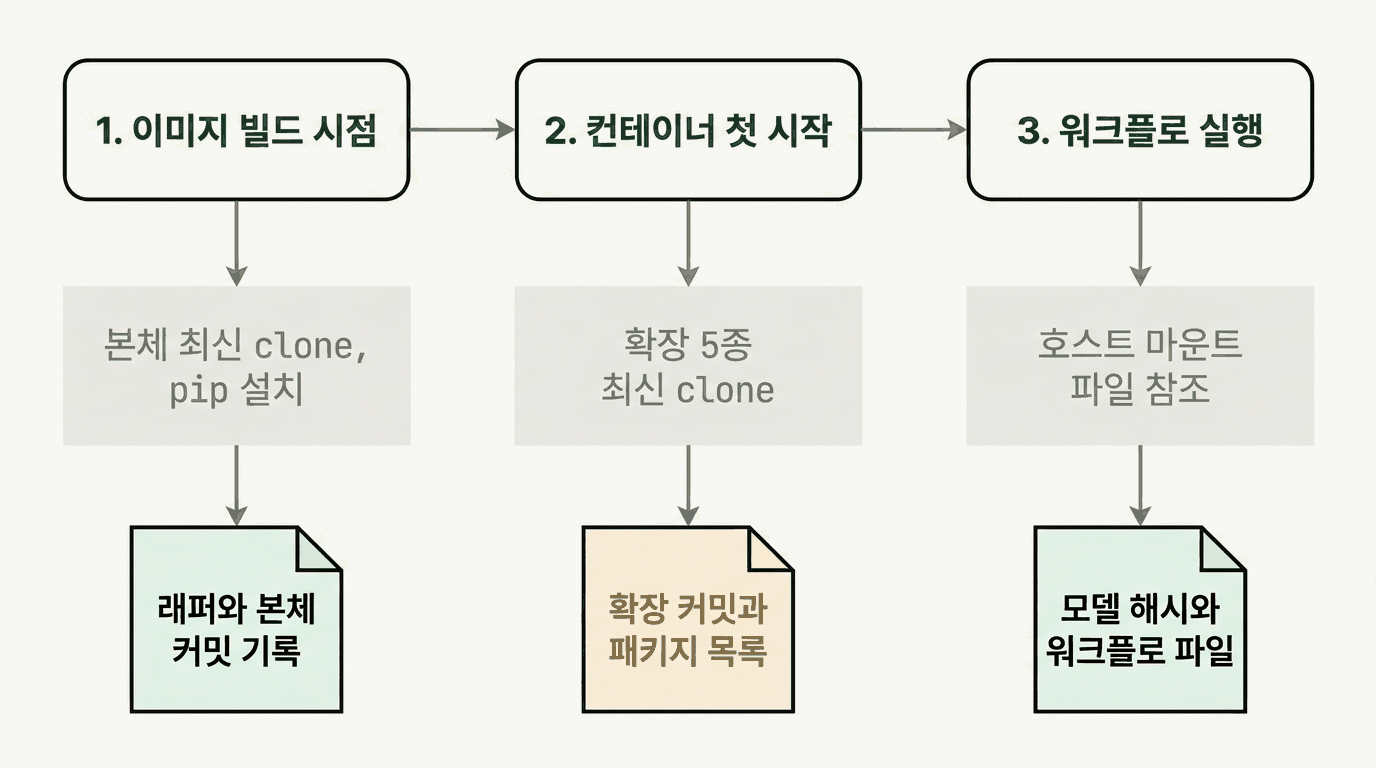 1. 이미지 빌드 시점
2. 컨테이너 첫 시작
3. 워크플로 실행
본체 최신 clone,
pip 설치
확장 5종
최신 clone
호스트 마운트
파일 참조
래퍼와 본체
커밋 기록
확장 커밋과
패키지 목록
모델 해시와
워크플로 파일